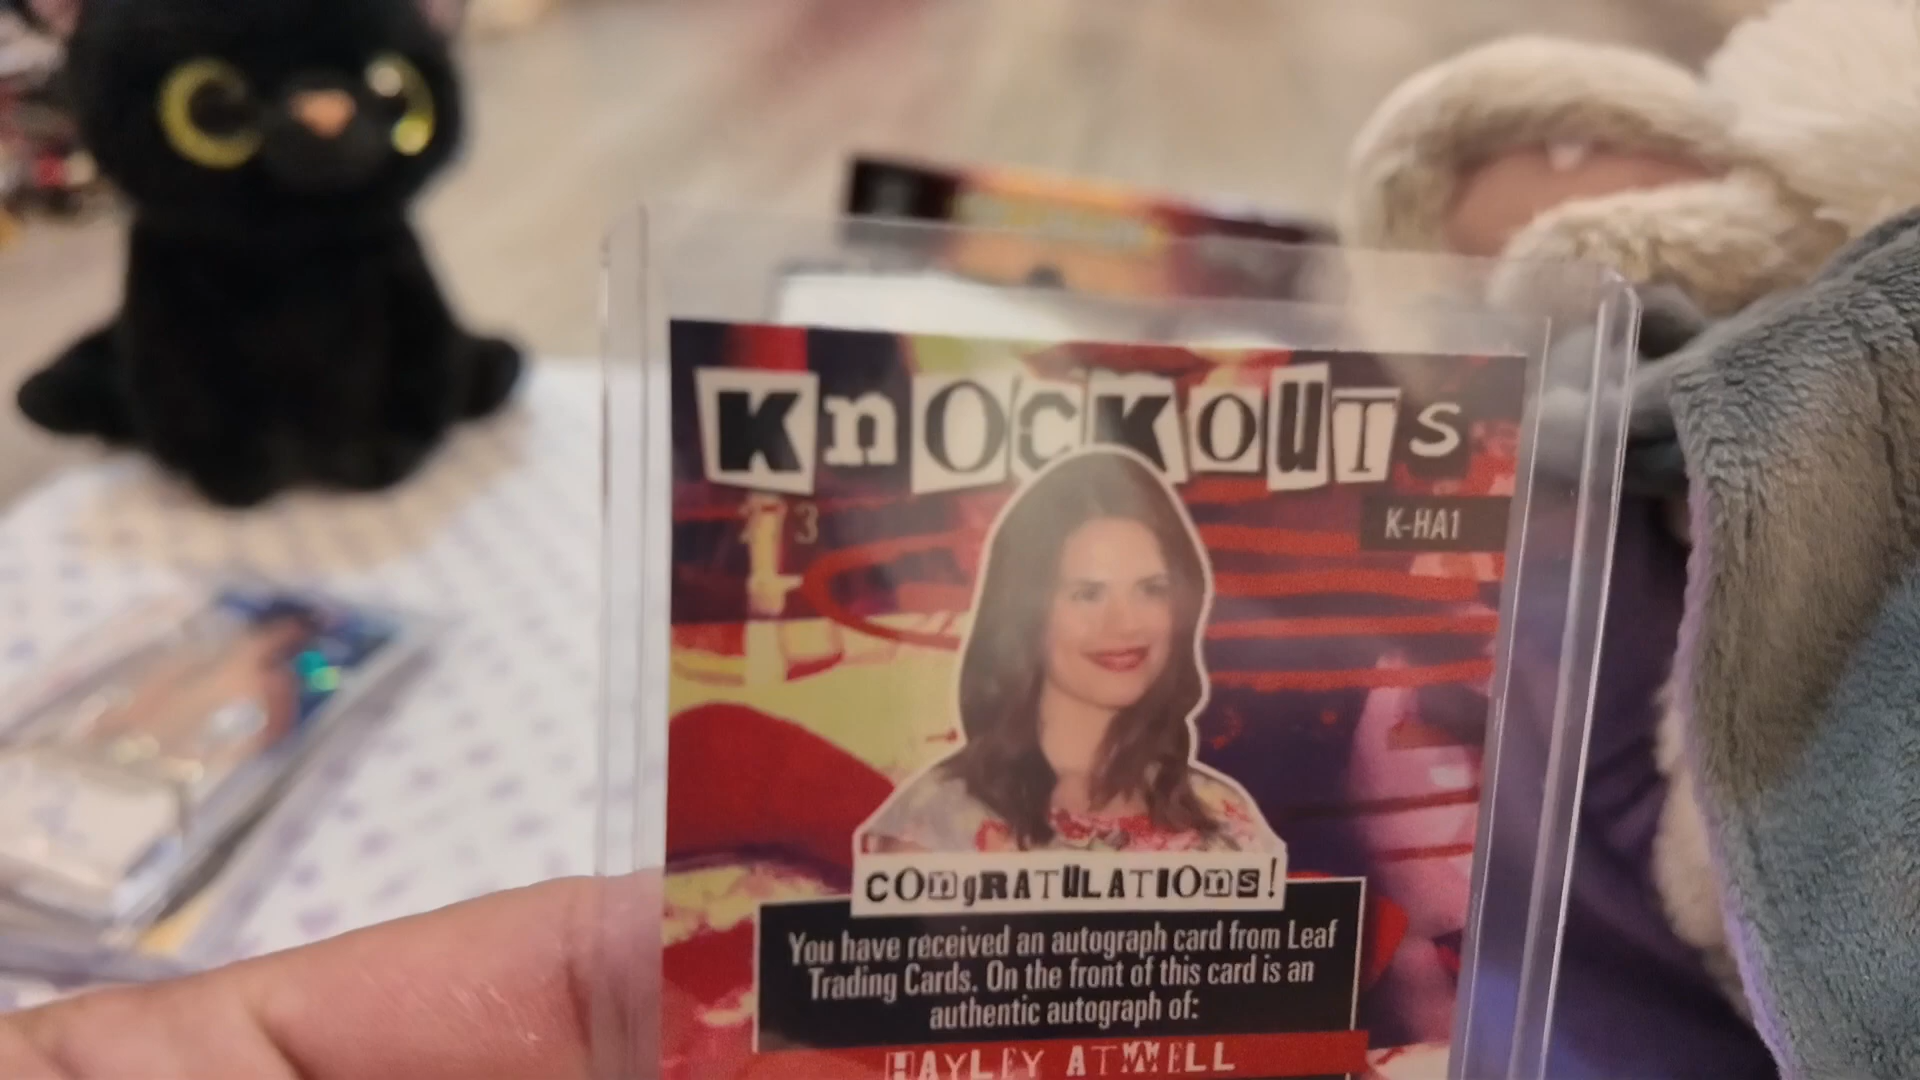 KnOCKOUTS
K-HA1
COngRATULATIOns!
You have received an autograph card from Leaf
Trading Cards. On the front of this card is an
authentic autograph of:
HAYLEY ATWELL